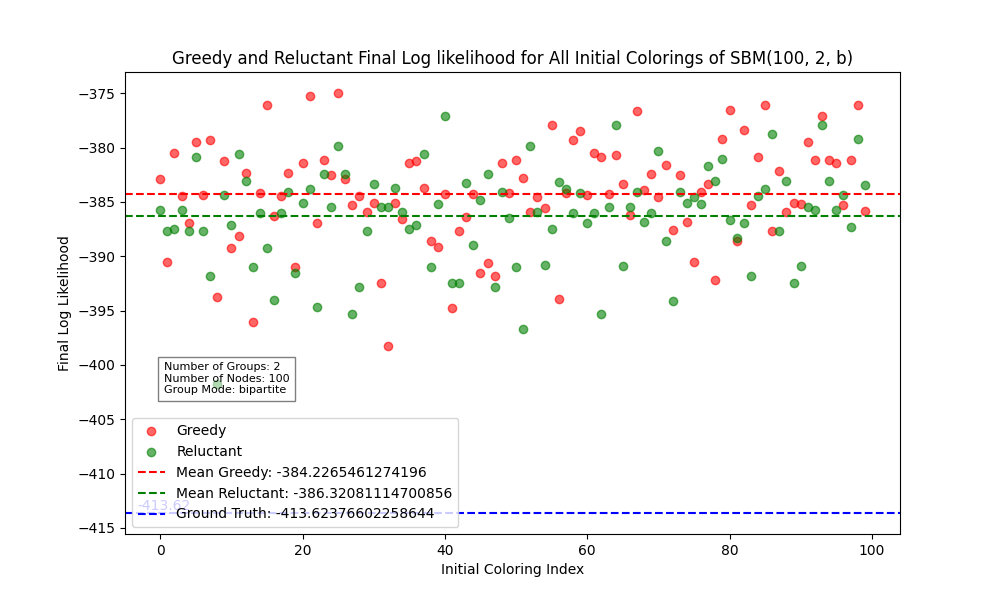 Greedy and Reluctant Final Log likelihood for All Initial Colorings of SBM(100, 2, b)
Final Log Likelihood
−375
−380
−385
−390
−395
−400
−405
−410
−415
Number of Groups: 2
Number of Nodes: 100
Group Mode: bipartite
Greedy
Reluctant
Mean Greedy: -384.2265461274196
Mean Reluctant: -386.32081114700856
-413.62
Ground Truth: -413.62376602258644
0
20
40
60
80
100
Initial Coloring Index